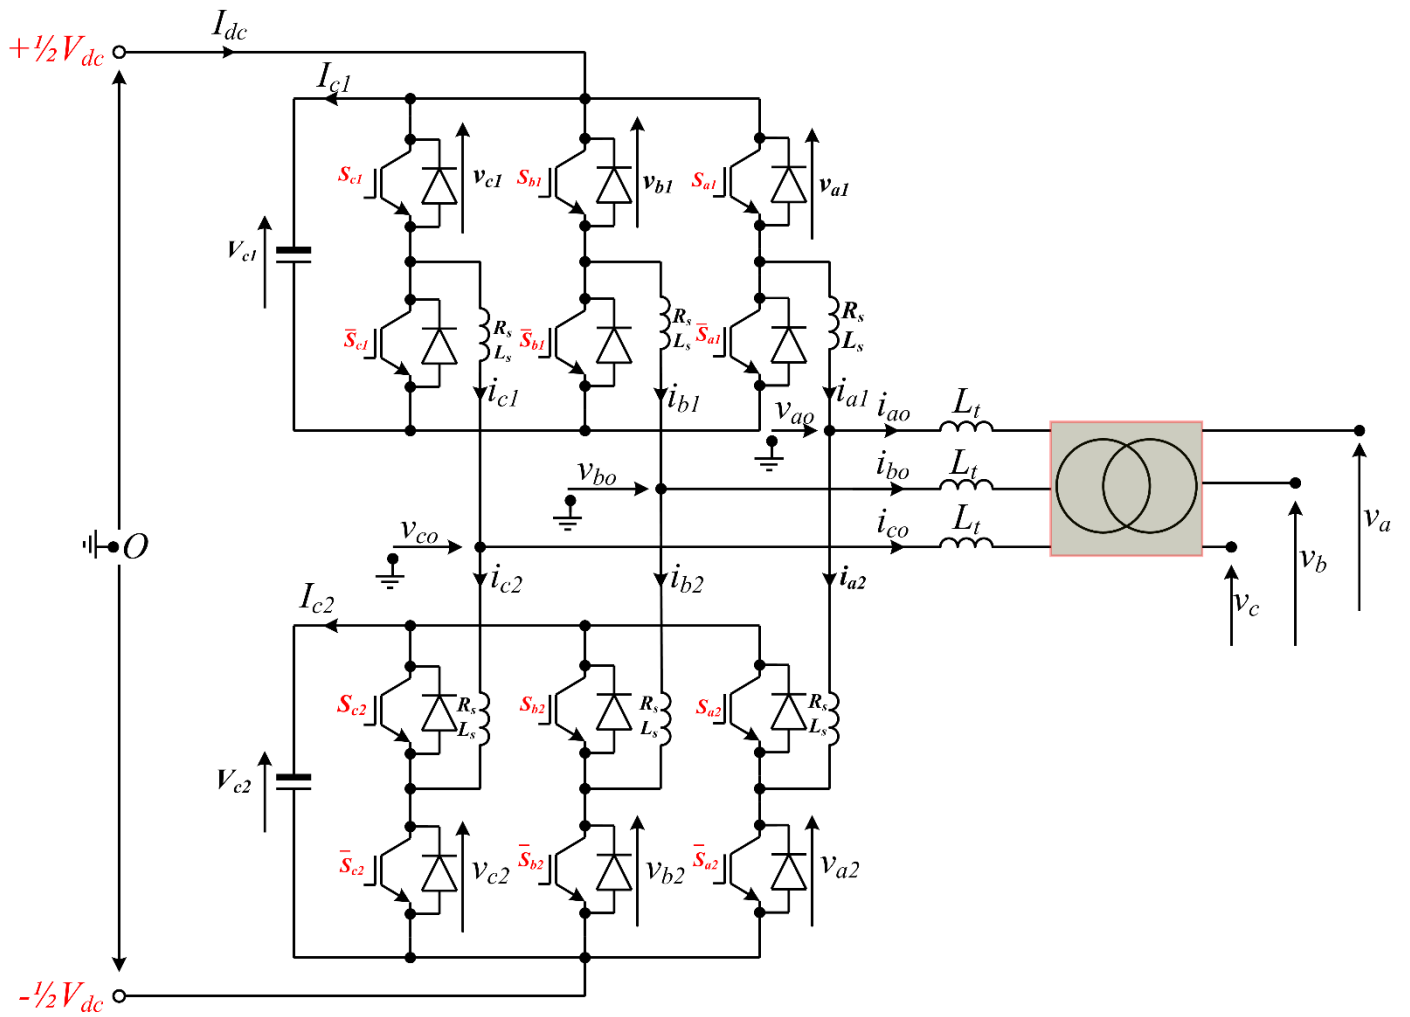 +½V_dc
I_dc
I_c1
S_c1
v_c1
S_b1
v_b1
S_a1
v_a1
V_c1
S̅_c1
R_s
L_s
S̅_b1
R_s
L_s
S̅_a1
R_s
L_s
i_c1
i_b1
i_a1
v_ao
i_ao
L_t
v_bo
i_bo
L_t
v_co
i_co
L_t
v_a
v_b
v_c
O
i_c2
i_b2
i_a2
I_c2
S_c2
R_s
L_s
S_b2
R_s
L_s
S_a2
R_s
L_s
V_c2
S̅_c2
v_c2
S̅_b2
v_b2
S̅_a2
v_a2
-½V_dc